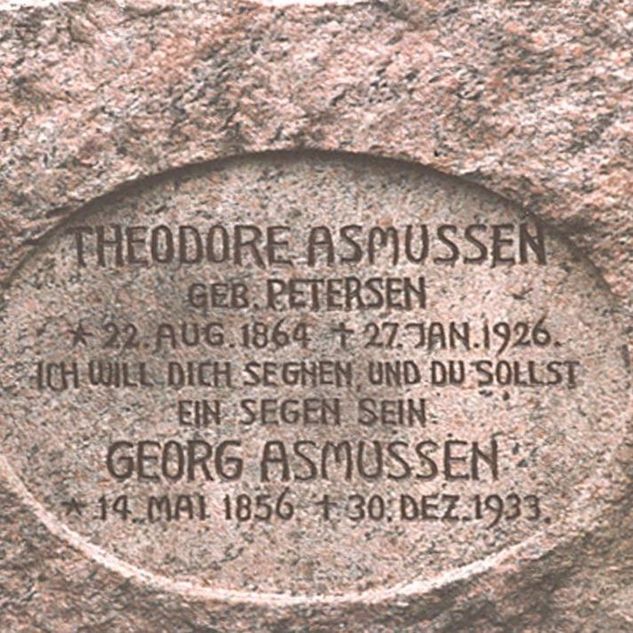 THEODORE ASMUSSEN
GEB. PETERSEN
* 22. AUG. 1864 † 27. JAN. 1926.
ICH WILL DICH SEGNEN, UND DU SOLLST
EIN SEGEN SEIN.
GEORG ASMUSSEN
* 14. MAI 1856 † 30. DEZ. 1933.